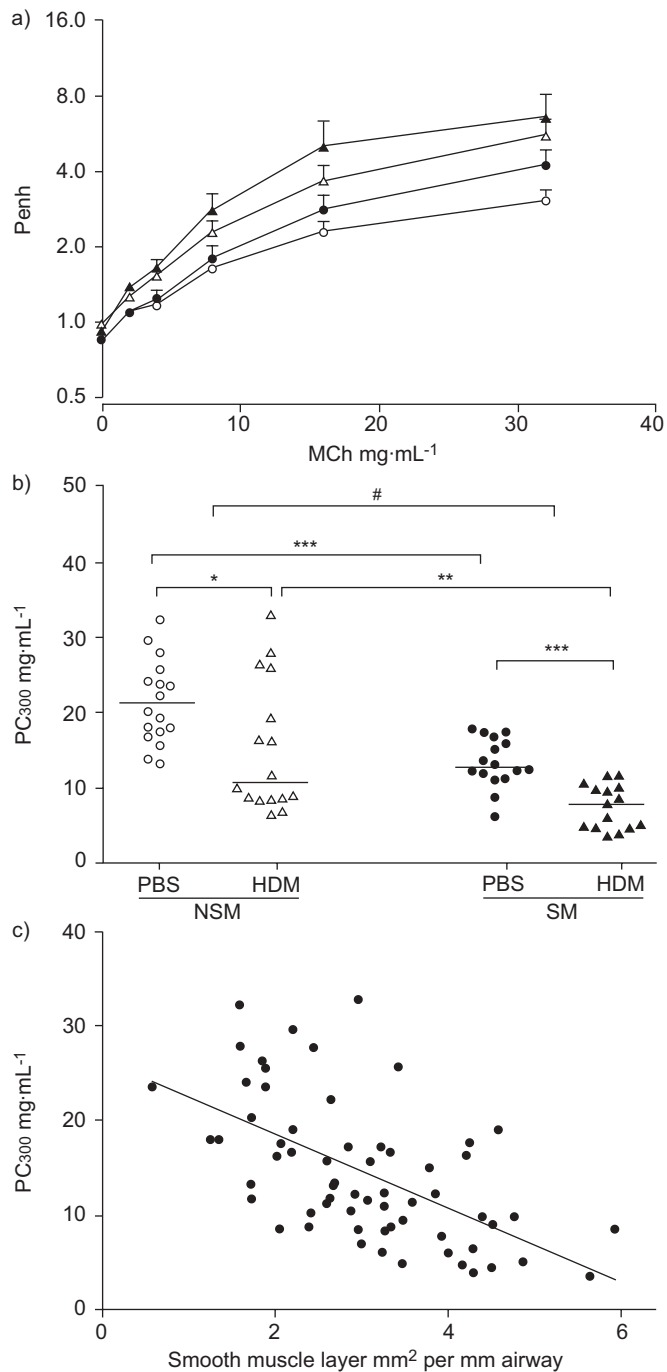 a)
16.0
8.0
4.0
2.0
1.0
0.5
Penh
0 10 20 30 40
MCh mg·mL-1
b)
50
40
30
20
10
0
PC300 mg·mL-1
#
***
* **
***
PBS HDM PBS HDM
NSM SM
c)
40
30
20
10
0
PC300 mg·mL-1
0 2 4 6
Smooth muscle layer mm2 per mm airway